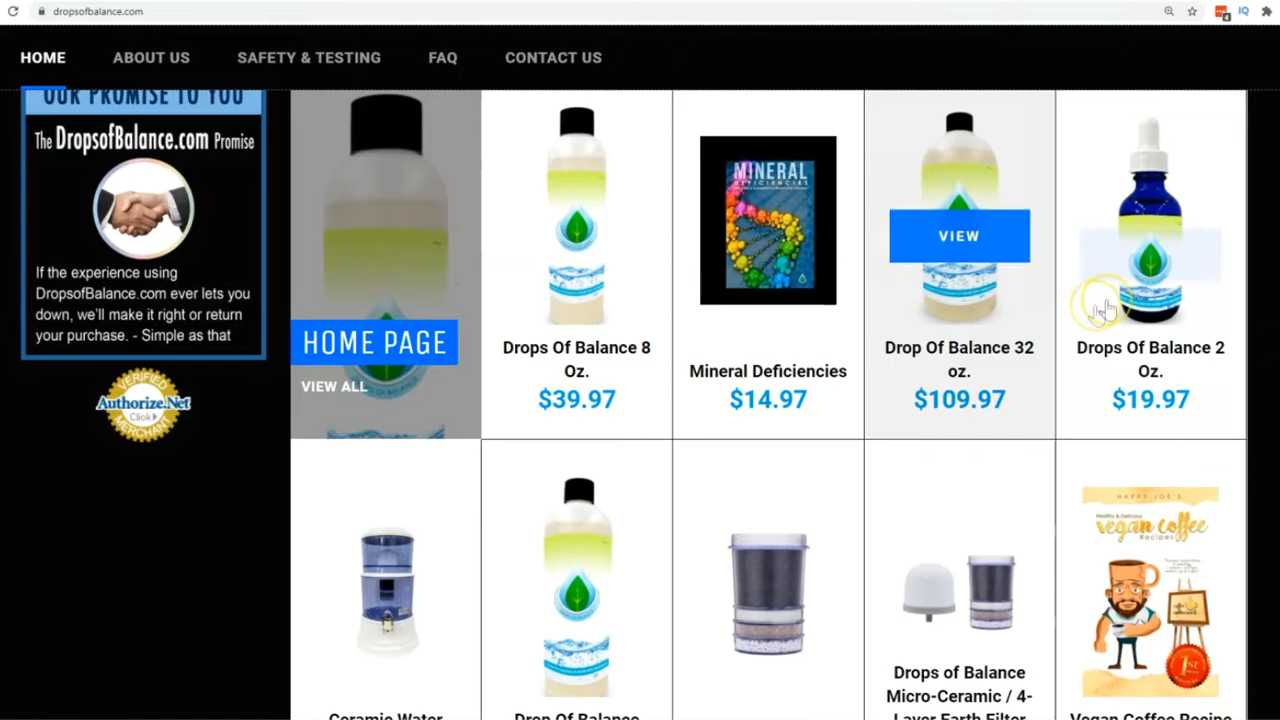 dropsofbalance.com
HOME
ABOUT US
SAFETY & TESTING
FAQ
CONTACT US
OUR PROMISE TO YOU
The DropsofBalance.com Promise
If the experience using
DropsofBalance.com ever lets you
down, we'll make it right or return
your purchase. - Simple as that
VERIFIED
Authorize.Net
Click
MERCHANT
HOME PAGE
VIEW ALL
Drops Of Balance 8
Oz.
$39.97
MINERAL
DEFICIENCIES
Mineral Deficiencies
$14.97
VIEW
Drop Of Balance 32
oz.
$109.97
Drops Of Balance 2
Oz.
$19.97
Ceramic Water
Drop Of Balance
Drops of Balance
Micro-Ceramic / 4-
Layer Earth Filter
HAPPY JOE'S
Healthy & Delicious
vegan coffee
Recipes
1st
Vegan Coffee Recipe